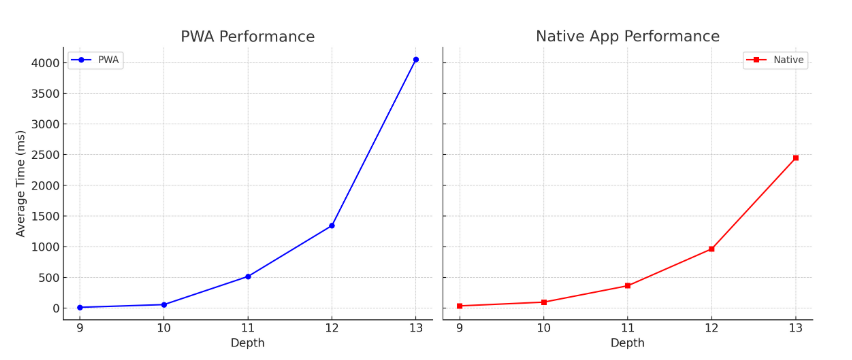 PWA Performance
Native App Performance
PWA
Native
4000
3500
3000
2500
2000
1500
1000
500
0
Average Time (ms)
9 10 11 12 13
9 10 11 12 13
Depth
Depth